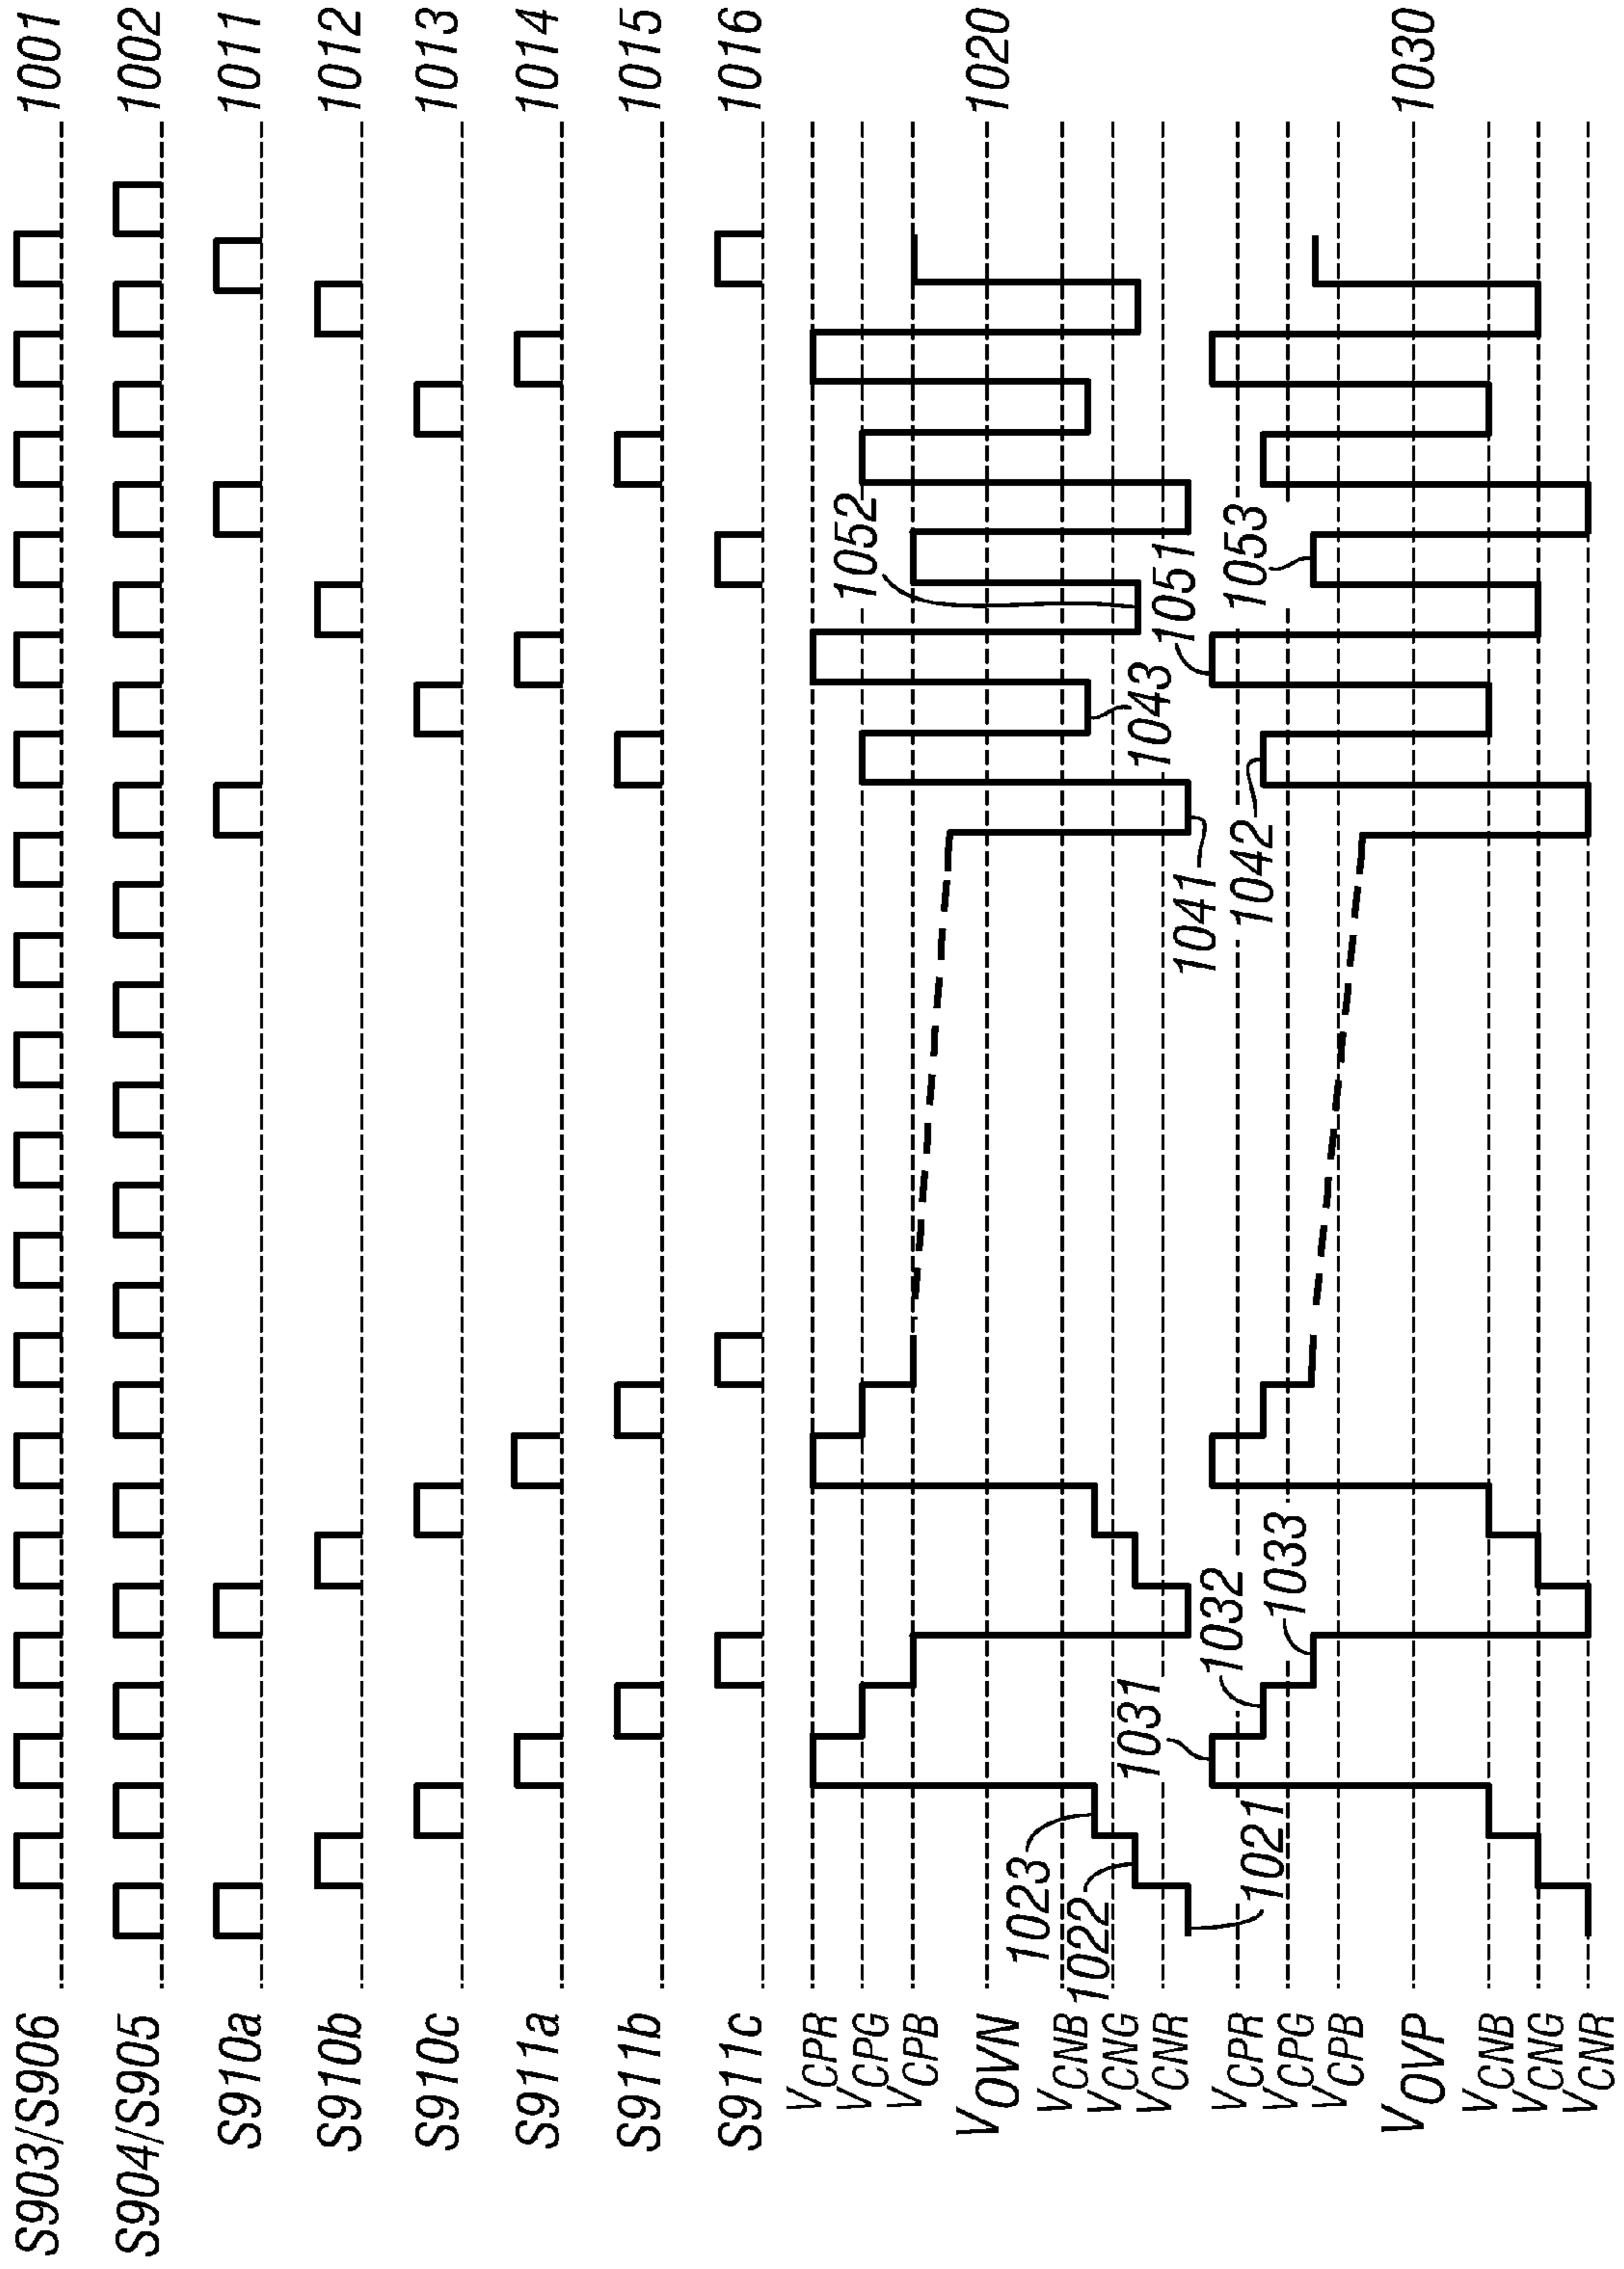 S903/S906 1001
S904/S905 1002
S910a 1011
S910b 1012
S910c 1013
S911a 1014
S911b 1015
S911c 1016
VCPR
VCPG
VCPB
VOVN 1020
VCNB
VCNG
VCNR
1023
1022
1021
1041
1043
1052
1051
VCPR
VCPG
VCPB
VOVP 1030
VCNB
VCNG
VCNR
1031
1032
1033
1042
1053